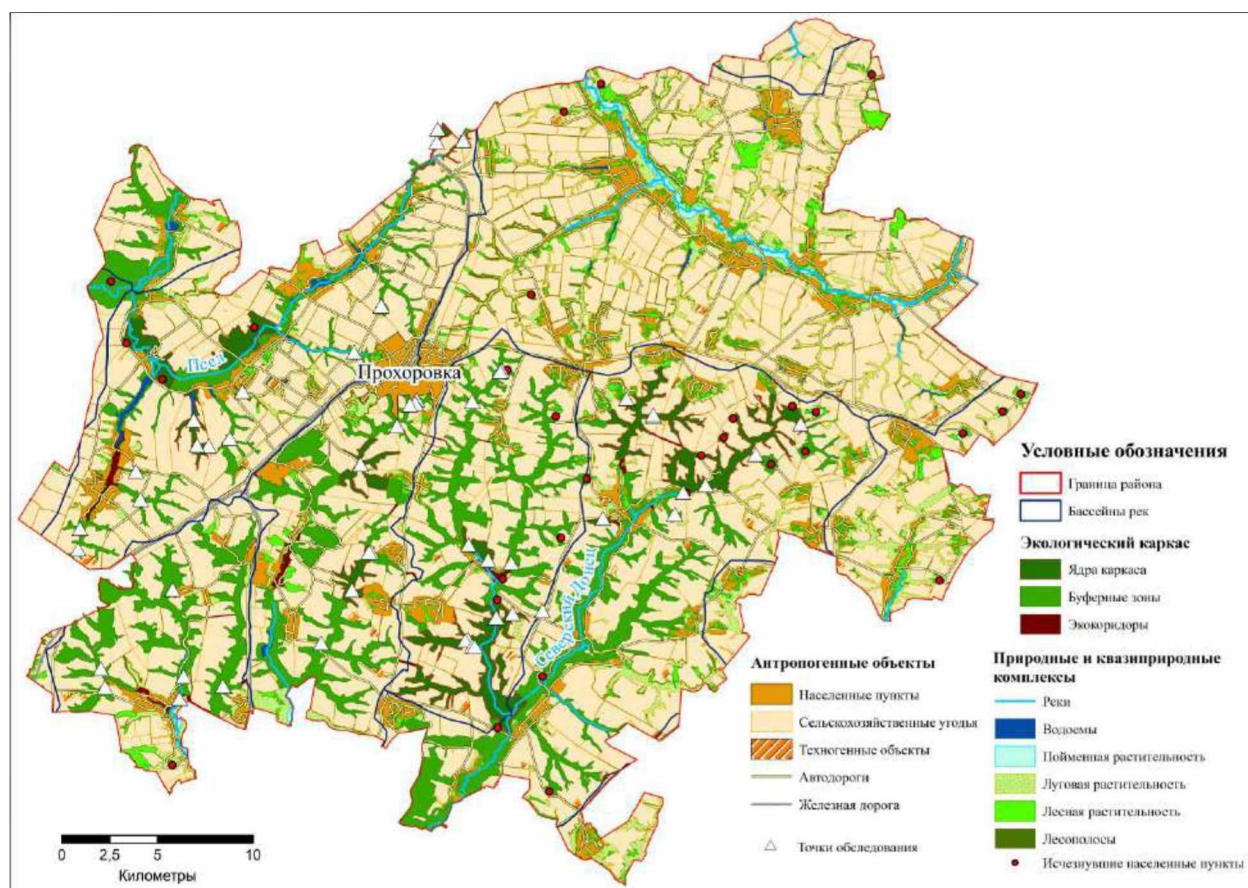 Псел
Прохоровка
Северский Донец
Условные обозначения
Граница района
Бассейны рек
Экологический каркас
Ядра каркаса
Буферные зоны
Экокоридоры
Антропогенные объекты
Населенные пункты
Сельскохозяйственные угодья
Техногенные объекты
Автодороги
Железная дорога
Точки обследования
Природные и квазиприродные
комплексы
Реки
Водоемы
Пойменная растительность
Луговая растительность
Лесная растительность
Лесополосы
Исчезнувшие населенные пункты
0 2,5 5 10
Километры